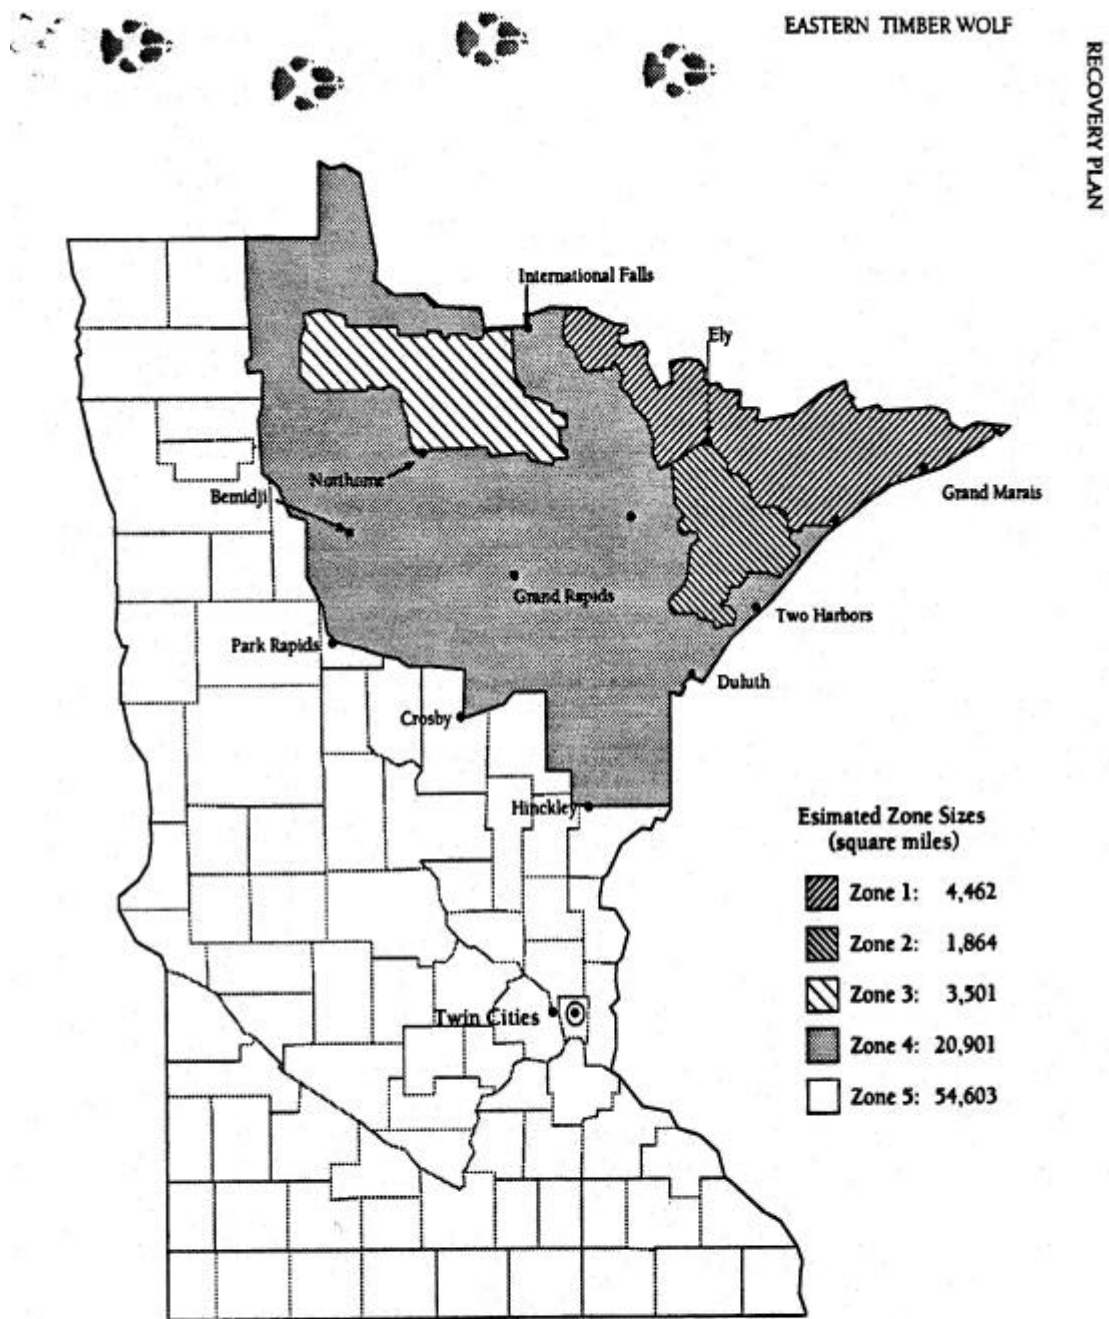 EASTERN TIMBER WOLF
RECOVERY PLAN
International Falls
Ely
Northome
Bemidji
Grand Marais
Grand Rapids
Two Harbors
Park Rapids
Duluth
Crosby
Hinckley
Twin Cities
Esimated Zone Sizes
(square miles)
Zone 1: 4,462
Zone 2: 1,864
Zone 3: 3,501
Zone 4: 20,901
Zone 5: 54,603